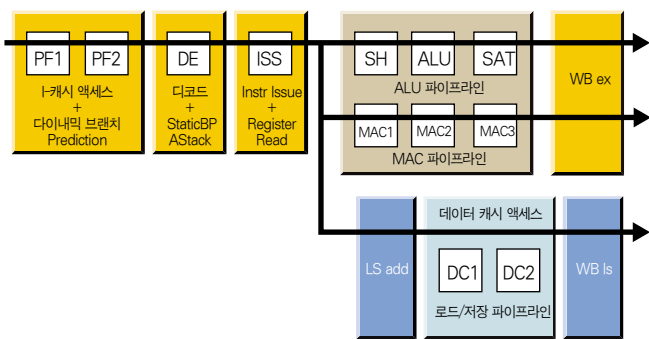 PF1 PF2
I-캐시 액세스
+
다이내믹 브랜치
Prediction
DE
디코드
+
StaticBP
AStack
ISS
Instr Issue
+
Register
Read
SH ALU SAT
ALU 파이프라인
MAC1 MAC2 MAC3
MAC 파이프라인
WB ex
LS add
데이터 캐시 액세스
DC1 DC2
로드/저장 파이프라인
WB ls